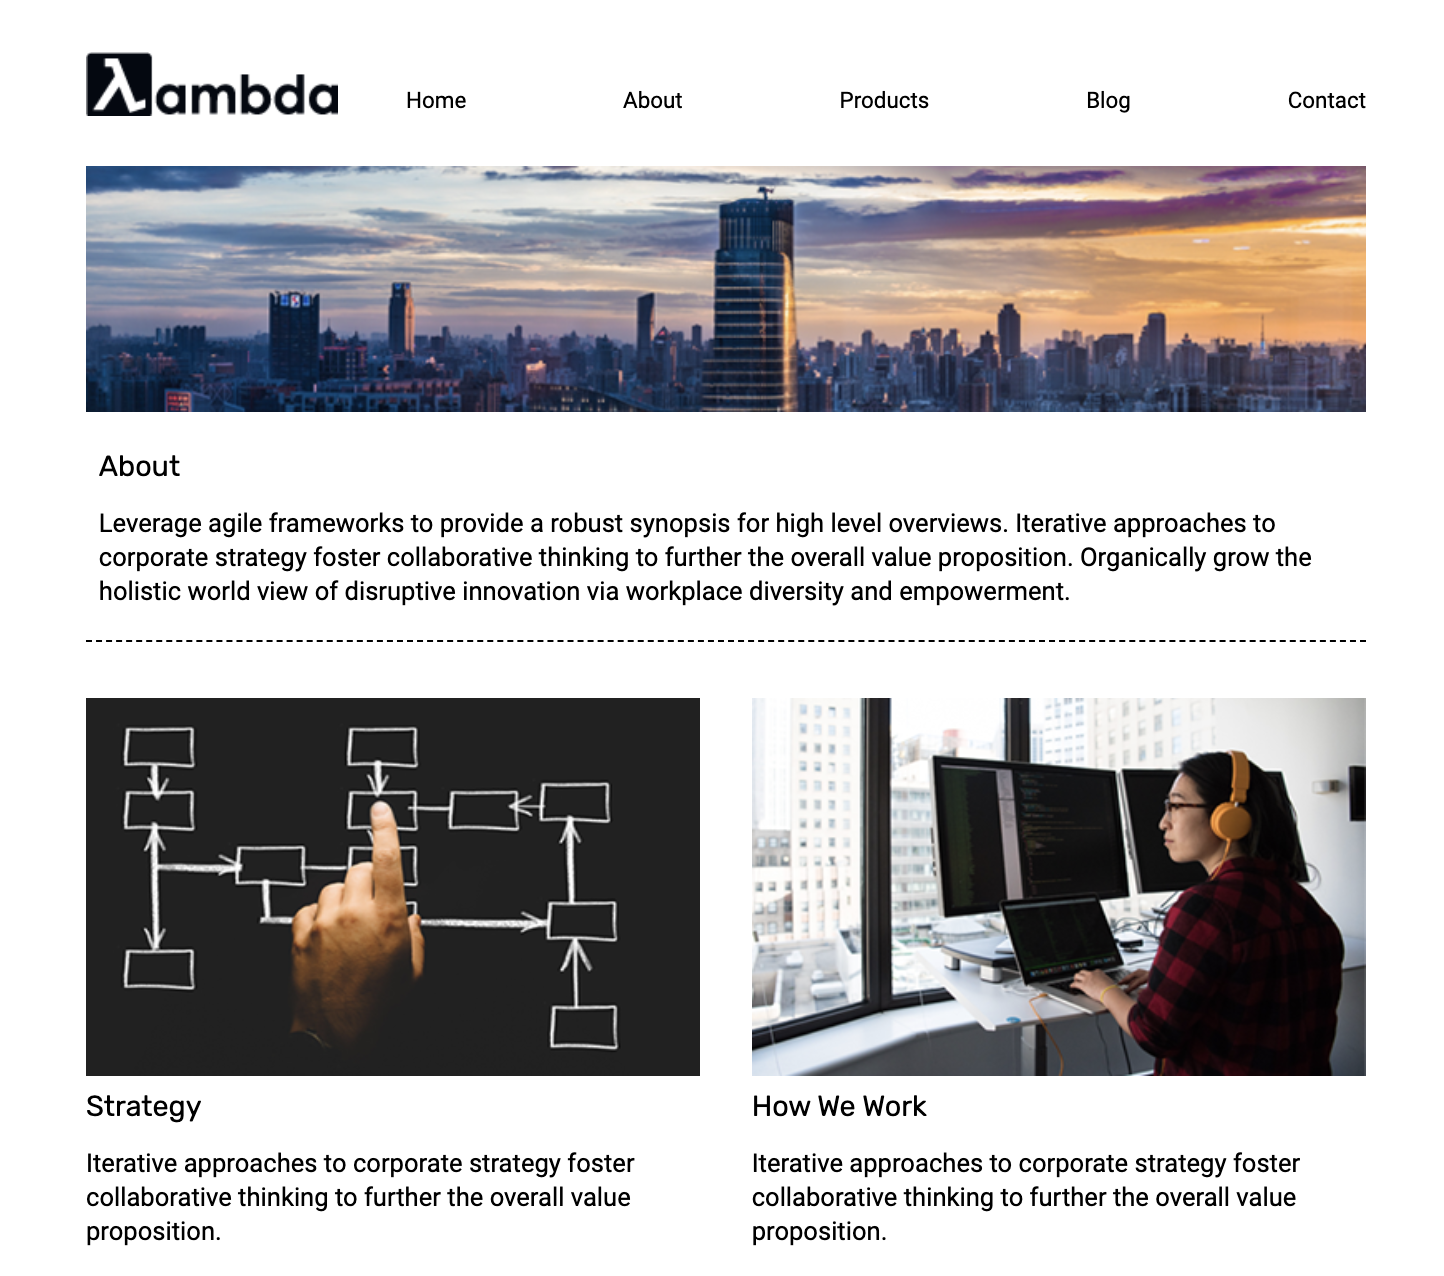 λambda
Home About Products Blog Contact
About
Leverage agile frameworks to provide a robust synopsis for high level overviews. Iterative approaches to
corporate strategy foster collaborative thinking to further the overall value proposition. Organically grow the
holistic world view of disruptive innovation via workplace diversity and empowerment.
Strategy
Iterative approaches to corporate strategy foster
collaborative thinking to further the overall value
proposition.
How We Work
Iterative approaches to corporate strategy foster
collaborative thinking to further the overall value
proposition.